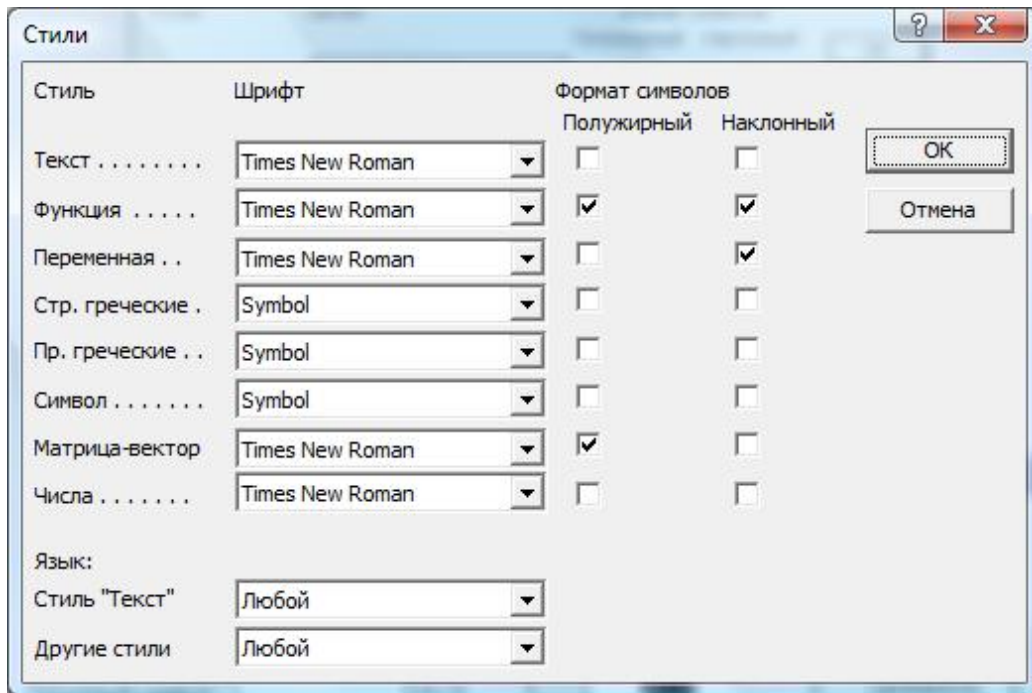 Стили
Стиль Шрифт Формат символов
Полужирный Наклонный
Текст . . . . . . . . Times New Roman OK
Функция . . . . . Times New Roman Отмена
Переменная . . Times New Roman
Стр. греческие . Symbol
Пр. греческие . . Symbol
Символ . . . . . . . Symbol
Матрица-вектор Times New Roman
Числа . . . . . . . Times New Roman
Язык:
Стиль "Текст" Любой
Другие стили Любой